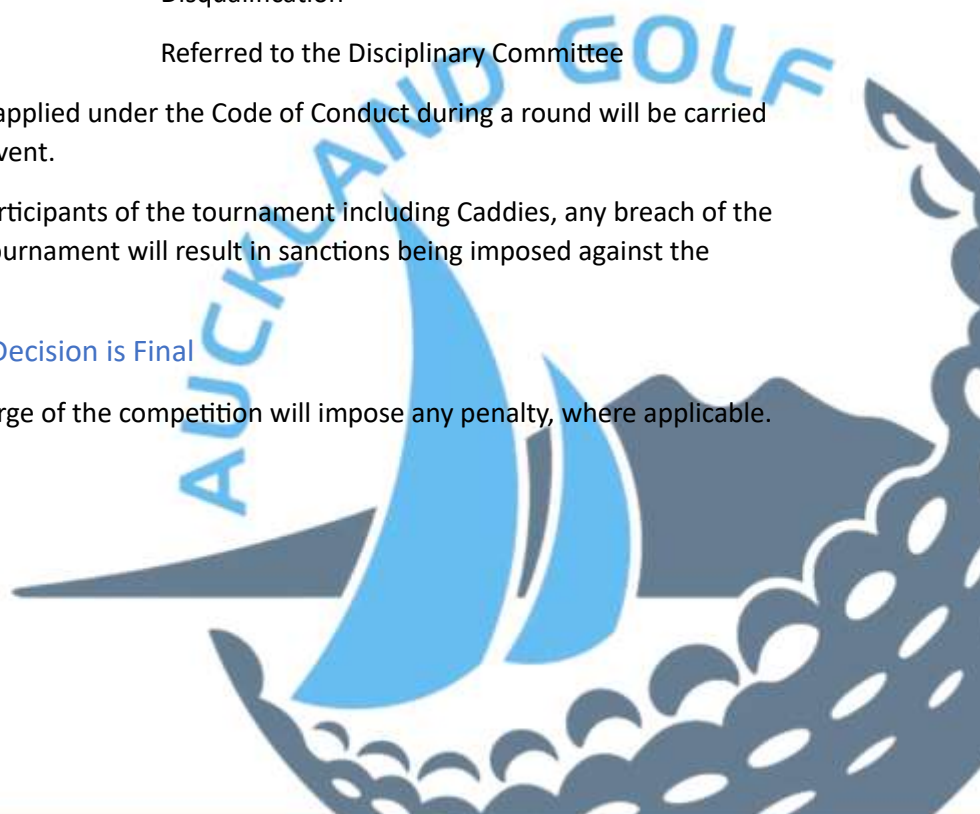 Disqualification
Referred to the Disciplinary Committee
applied under the Code of Conduct during a round will be carried
vent.
rticipants of the tournament including Caddies, any breach of the
ournament will result in sanctions being imposed against the
Decision is Final
rge of the competition will impose any penalty, where applicable.
AUCKLAND GOLF